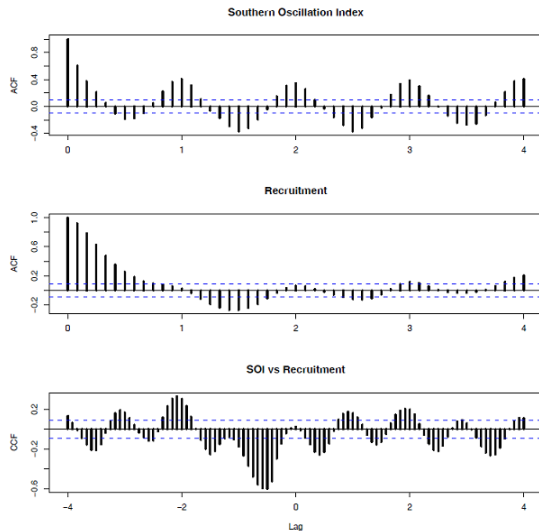 Southern Oscillation Index
ACF
0.8
0.4
0.0
-0.4
0 1 2 3 4
Recruitment
ACF
1.0
0.6
0.2
-0.2
0 1 2 3 4
SOI vs Recruitment
CCF
0.2
-0.2
-0.6
-4 -2 0 2 4
Lag